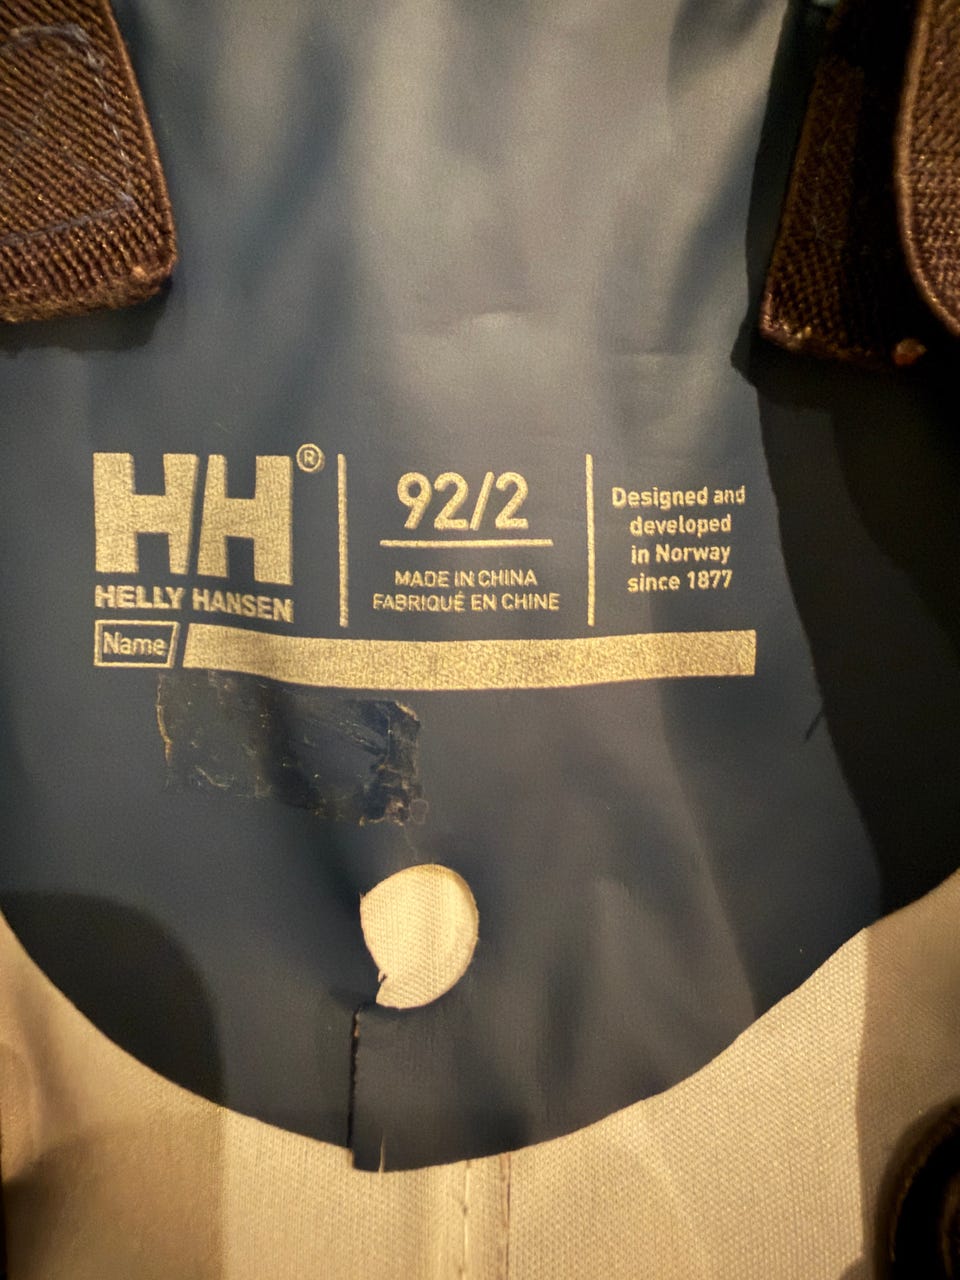 HH®
HELLY HANSEN
Name
92/2
MADE IN CHINA
FABRIQUÉ EN CHINE
Designed and
developed
in Norway
since 1877